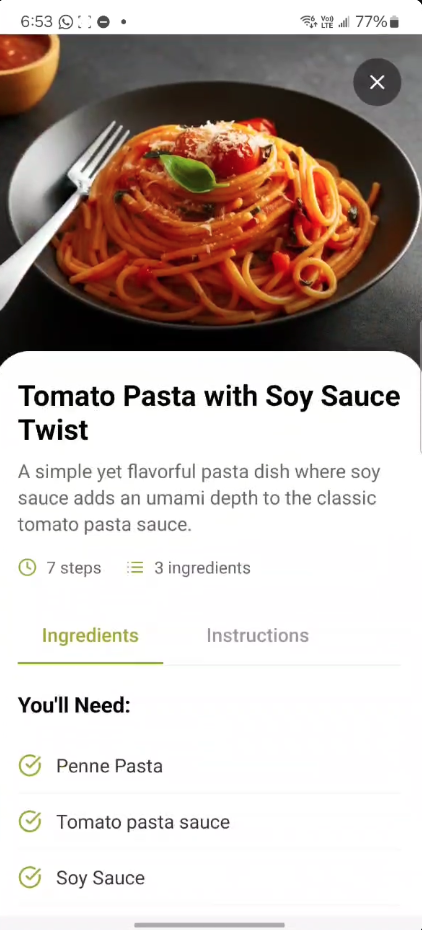 6:53 77%
Tomato Pasta with Soy Sauce
Twist
A simple yet flavorful pasta dish where soy
sauce adds an umami depth to the classic
tomato pasta sauce.
7 steps 3 ingredients
Ingredients Instructions
You'll Need:
Penne Pasta
Tomato pasta sauce
Soy Sauce